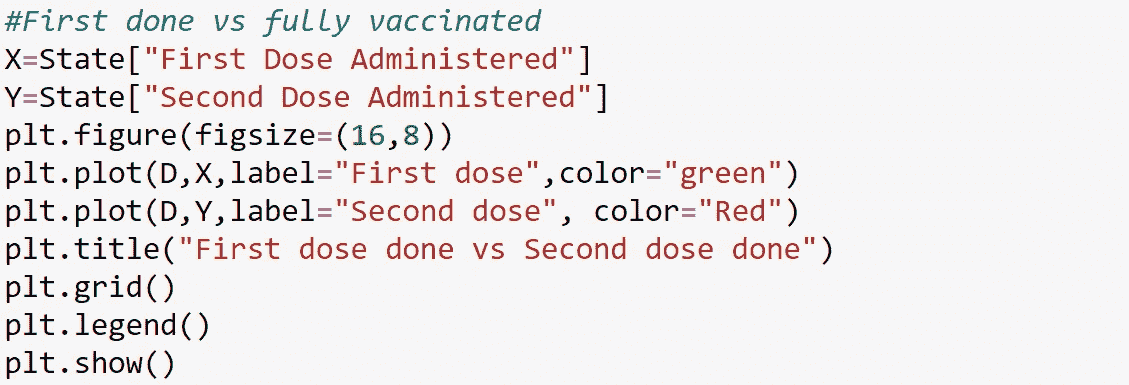 #First done vs fully vaccinated
X=State["First Dose Administered"]
Y=State["Second Dose Administered"]
plt.figure(figsize=(16,8))
plt.plot(D,X,label="First dose",color="green")
plt.plot(D,Y,label="Second dose", color="Red")
plt.title("First dose done vs Second dose done")
plt.grid()
plt.legend()
plt.show()